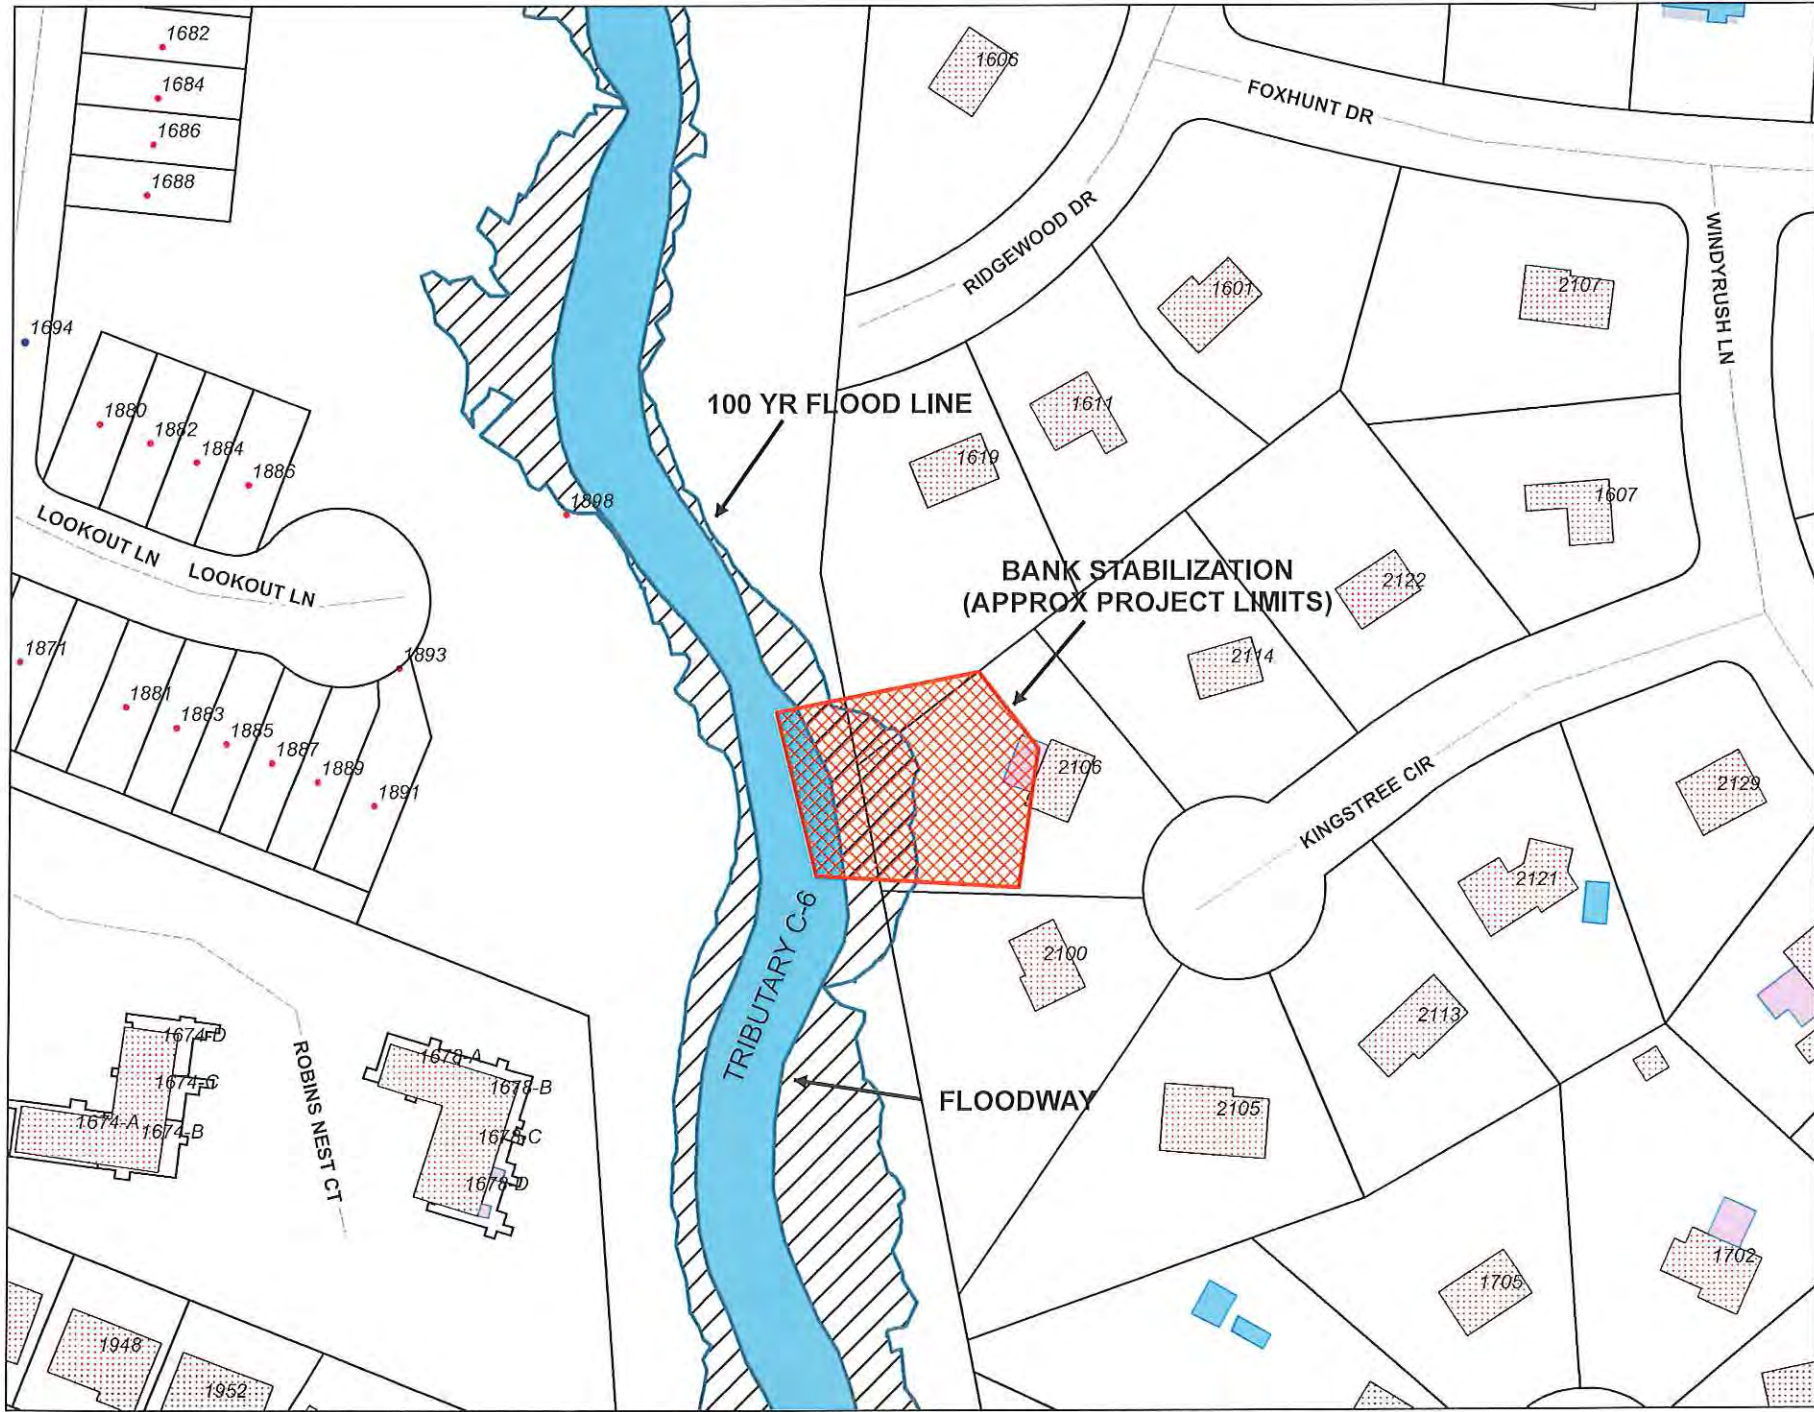 1682
1684
1686
1688
1606
FOXHUNT DR
RIDGEWOOD DR
WINDYRUSH LN
1601
2107
1694
1880
1882
1884
1886
100 YR FLOOD LINE
1611
1619
1607
1898
LOOKOUT LN
LOOKOUT LN
BANK STABILIZATION
(APPROX PROJECT LIMITS)
2122
2114
1871
1893
1881
1883
1885
1887
1889
1891
2106
KINGSTREE CIR
2129
2121
TRIBUTARY C-6
2100
2113
1674-D
1674-C
1674-A
1674-B
ROBINS NEST CT
1678-A
1678-B
1678-C
1678-D
FLOODWAY
2105
1702
1705
1948
1952